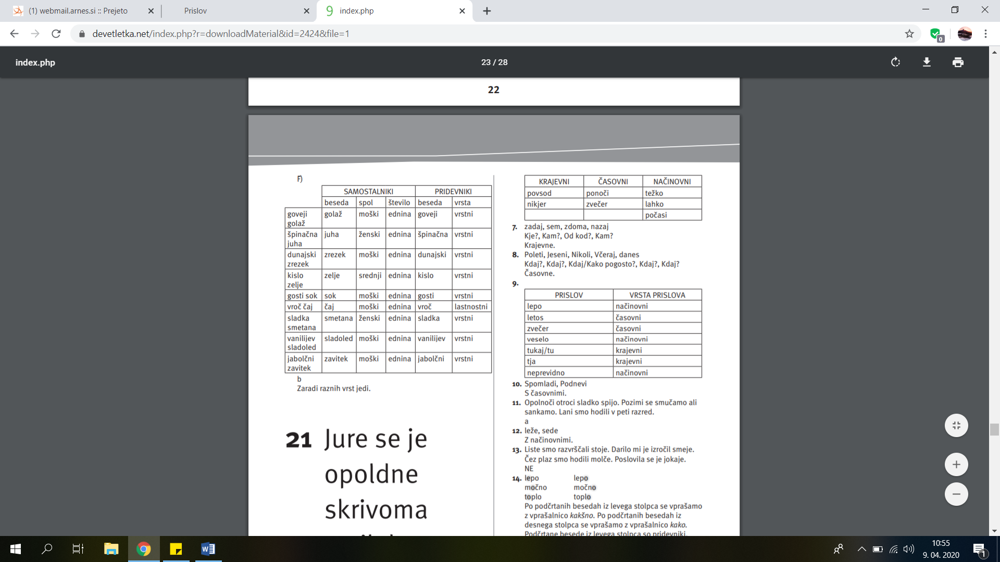 (1) webmail.arnes.si :: Prejeto
Prislov
index.php
devetletka.net/index.php?r=downloadMaterial&id=2424&file=1
0
index.php
23 / 28
22
F)
SAMOSTALNIKI PRIDEVNIKI
beseda spol število beseda vrsta
goveji golaž moški ednina goveji vrstni
golaž
špinačna juha ženski ednina špinačna vrstni
juha
dunajski zrezek moški ednina dunajski vrstni
zrezek
kislo zelje srednji ednina kislo vrstni
zelje
gosti sok sok moški ednina gosti vrstni
vroč čaj čaj moški ednina vroč lastnostni
sladka smetana ženski ednina sladka vrstni
smetana
vanilijev sladoled moški ednina vanilijev vrstni
sladoled
jabolčni zavitek moški ednina jabolčni vrstni
zavitek
b
Zaradi raznih vrst jedi.
21 Jure se je
opoldne
skrivoma
KRAJEVNI ČASOVNI NAČINOVNI
povsod ponoči težko
nikjer zvečer lahko
počasi
7. zadaj, sem, zdoma, nazaj
Kje?, Kam?, Od kod?, Kam?
Krajevne.
8. Poleti, Jeseni, Nikoli, Včeraj, danes
Kdaj?, Kdaj?, Kdaj/Kako pogosto?, Kdaj?, Kdaj?
Časovne.
9.
PRISLOV VRSTA PRISLOVA
lepo načinovni
letos časovni
zvečer časovni
veselo načinovni
tukaj/tu krajevni
tja krajevni
neprevidno načinovni
10. Spomladi, Podnevi
S časovnimi.
11. Opolnoči otroci sladko spijo. Pozimi se smučamo ali
sankamo. Lani smo hodili v peti razred.
a
12. leže, sede
Z načinovnimi.
13. Liste smo razvrščali stoje. Darilo mi je izročil smeje.
Čez plaz smo hodili molče. Poslovila se je jokaje.
NE
14. lepo lepo
močno močno
toplo toplo
Po podčrtanih besedah iz levega stolpca se vprašamo
z vprašalnico kakšno. Po podčrtanih besedah iz
desnega stolpca se vprašamo z vprašalnico kako.
Podčrtane besede iz levega stolpca so pridevniki,
10:55
9. 04. 2020
1